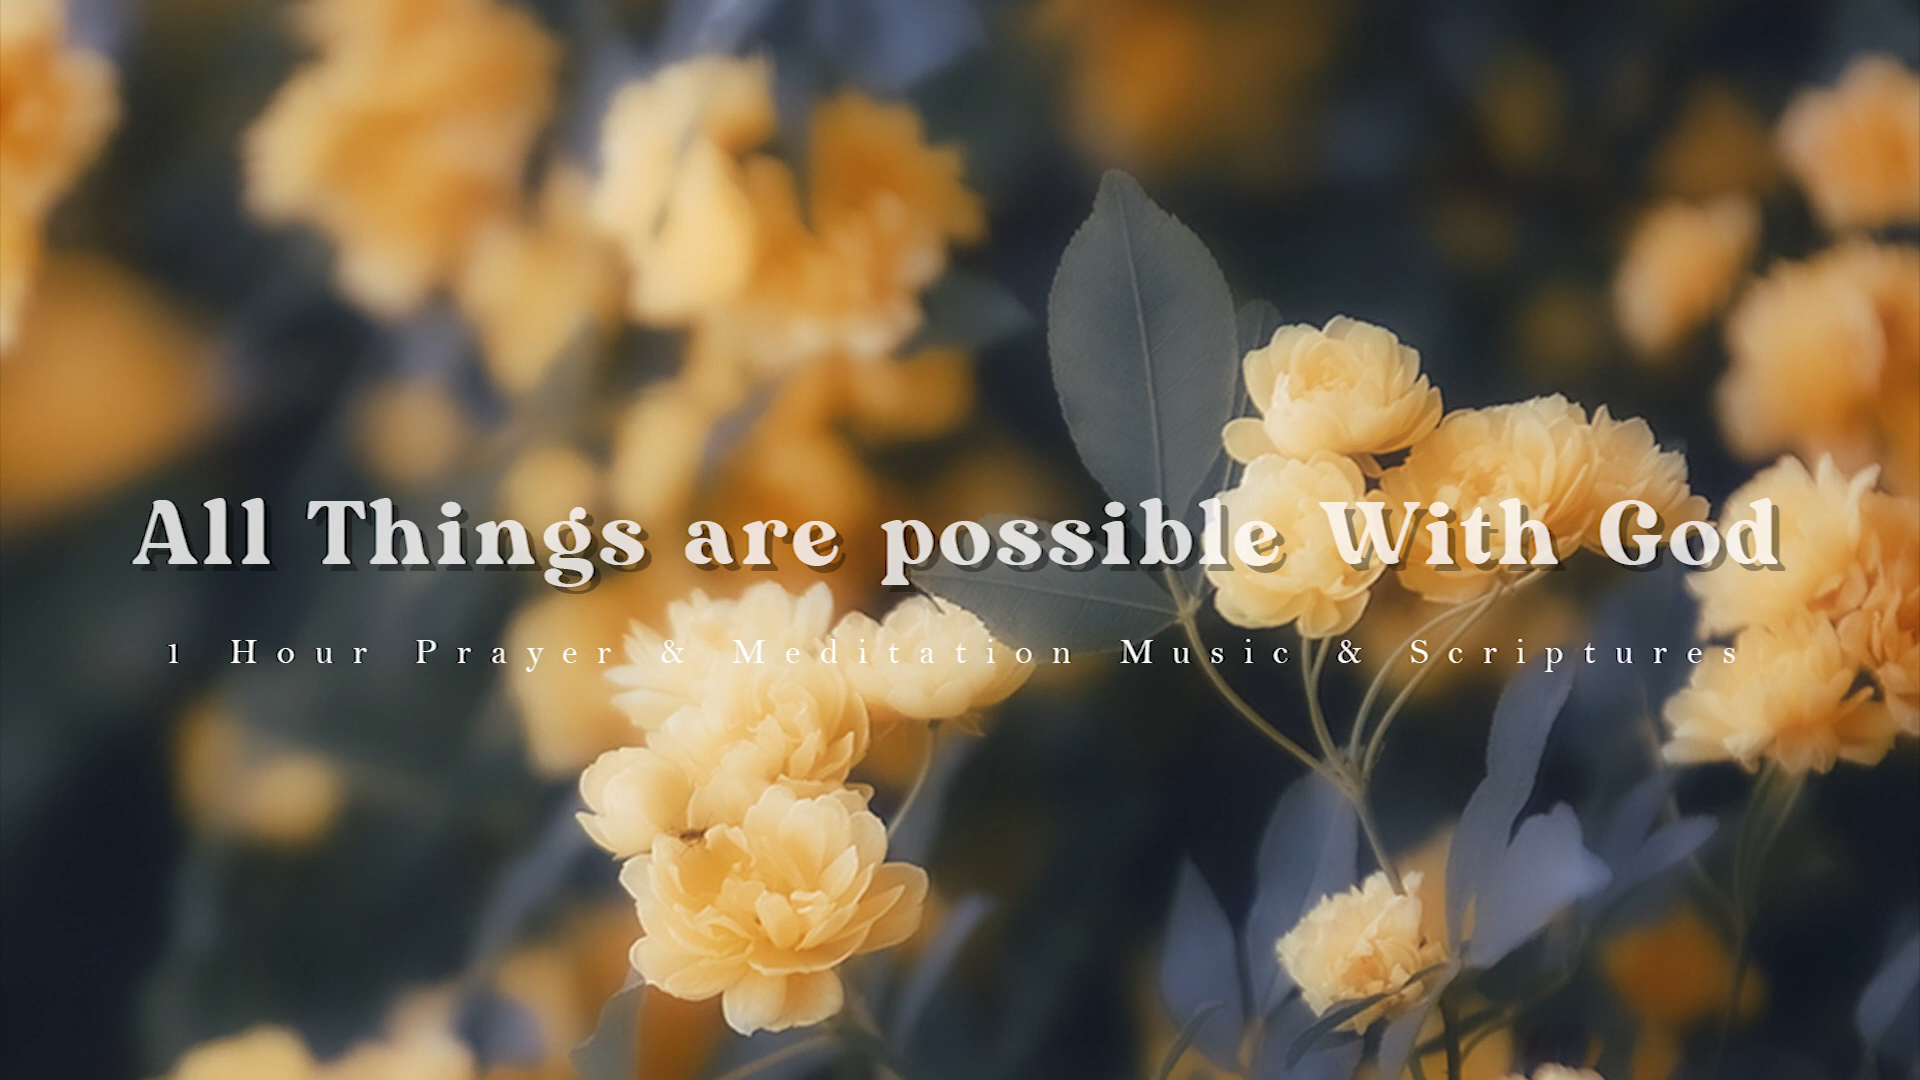 All Things are possible With God
1 Hour Prayer & Meditation Music & Scriptures